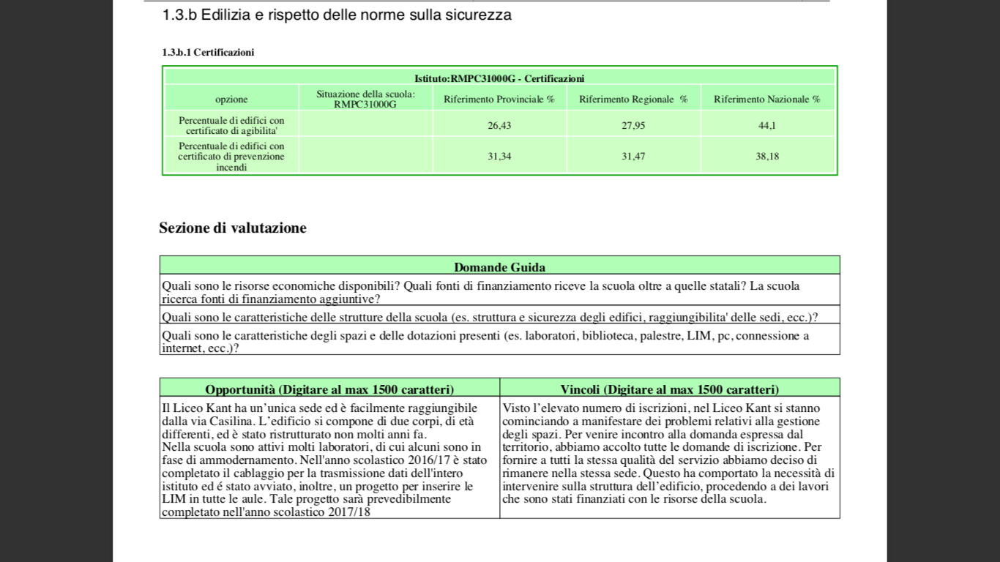 1.3.b Edilizia e rispetto delle norme sulla sicurezza
1.3.b.1 Certificazioni
Istituto:RMPC31000G - Certificazioni
opzione
Situazione della scuola:
RMPC31000G
Riferimento Provinciale %
Riferimento Regionale %
Riferimento Nazionale %
Percentuale di edifici con
certificato di agibilita'
26,43
27,95
44,1
Percentuale di edifici con
certificato di prevenzione
incendi
31,34
31,47
38,18
Sezione di valutazione
Domande Guida
Quali sono le risorse economiche disponibili? Quali fonti di finanziamento riceve la scuola oltre a quelle statali? La scuola
ricerca fonti di finanziamento aggiuntive?
Quali sono le caratteristiche delle strutture della scuola (es. struttura e sicurezza degli edifici, raggiungibilita' delle sedi, ecc.)?
Quali sono le caratteristiche degli spazi e delle dotazioni presenti (es. laboratori, biblioteca, palestre, LIM, pc, connessione a
internet, ecc.)?
Opportunità (Digitare al max 1500 caratteri)
Il Liceo Kant ha un’unica sede ed è facilmente raggiungibile
dalla via Casilina. L’edificio si compone di due corpi, di età
differenti, ed è stato ristrutturato non molti anni fa.
Nella scuola sono attivi molti laboratori, di cui alcuni sono in
fase di ammodernamento. Nell'anno scolastico 2016/17 è stato
completato il cablaggio per la trasmissione dati dell'intero
istituto ed é stato avviato, inoltre, un progetto per inserire le
LIM in tutte le aule. Tale progetto sarà prevedibilmente
completato nell'anno scolastico 2017/18
Vincoli (Digitare al max 1500 caratteri)
Visto l’elevato numero di iscrizioni, nel Liceo Kant si stanno
cominciando a manifestare dei problemi relativi alla gestione
degli spazi. Per venire incontro alla domanda espressa dal
territorio, abbiamo accolto tutte le domande di iscrizione. Per
fornire a tutti la stessa qualità del servizio abbiamo deciso di
rimanere nella stessa sede. Questo ha comportato la necessità di
intervenire sulla struttura dell’edificio, procedendo a dei lavori
che sono stati finanziati con le risorse della scuola.